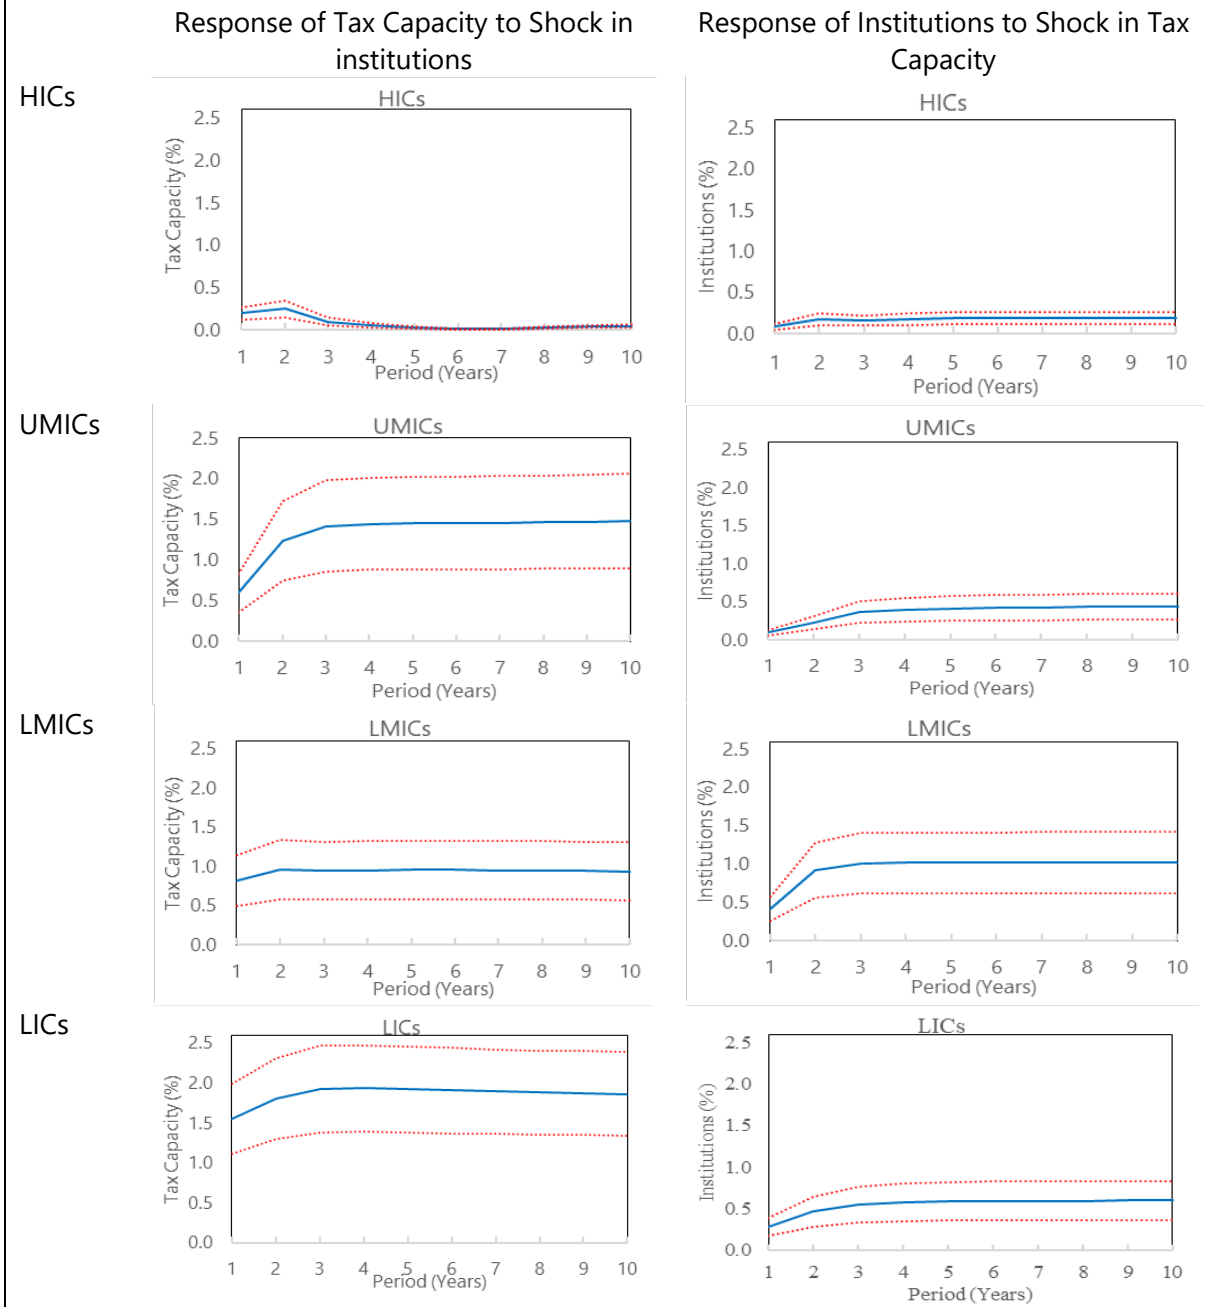 Response of Tax Capacity to Shock in
institutions
Response of Institutions to Shock in Tax
Capacity
HICs
HICs
Tax Capacity (%)
2.5
2.0
1.5
1.0
0.5
0.0
1 2 3 4 5 6 7 8 9 10
Period (Years)
HICs
Institutions (%)
2.5
2.0
1.5
1.0
0.5
0.0
1 2 3 4 5 6 7 8 9 10
Period (Years)
UMICs
UMICs
Tax Capacity (%)
2.5
2.0
1.5
1.0
0.5
0.0
1 2 3 4 5 6 7 8 9 10
Period (Years)
UMICs
Institutions (%)
2.5
2.0
1.5
1.0
0.5
0.0
1 2 3 4 5 6 7 8 9 10
Period (Years)
LMICs
LMICs
Tax Capacity (%)
2.5
2.0
1.5
1.0
0.5
0.0
1 2 3 4 5 6 7 8 9 10
Period (Years)
LMICs
Institutions (%)
2.5
2.0
1.5
1.0
0.5
0.0
1 2 3 4 5 6 7 8 9 10
Period (Years)
LICs
LICs
Tax Capacity (%)
2.5
2.0
1.5
1.0
0.5
0.0
1 2 3 4 5 6 7 8 9 10
Period (Years)
LICs
Institutions (%)
2.5
2.0
1.5
1.0
0.5
0.0
1 2 3 4 5 6 7 8 9 10
Period (Years)